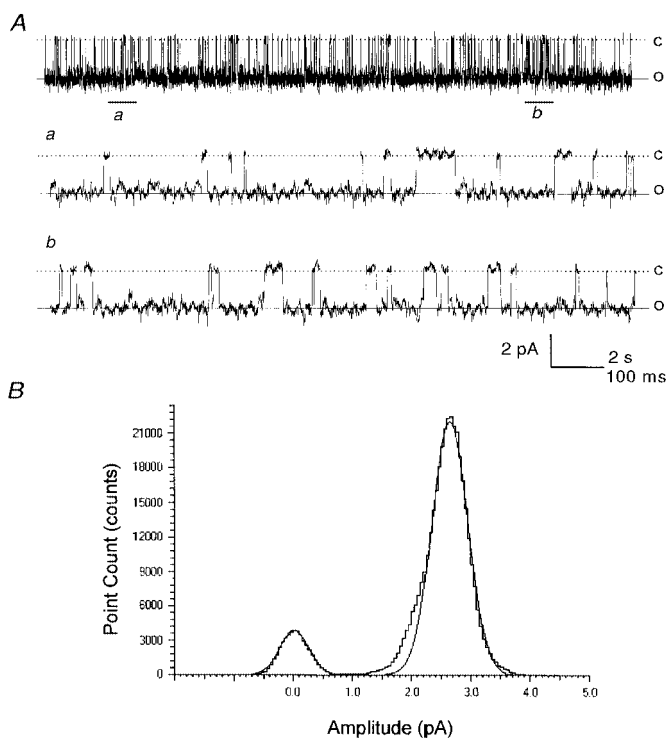 A
C
O
a
b
a
C
O
b
C
O
2 pA
2 s
100 ms
B
Point Count (counts)
21000
18000
15000
12000
9000
6000
3000
0
0.0
1.0
2.0
3.0
4.0
5.0
Amplitude (pA)